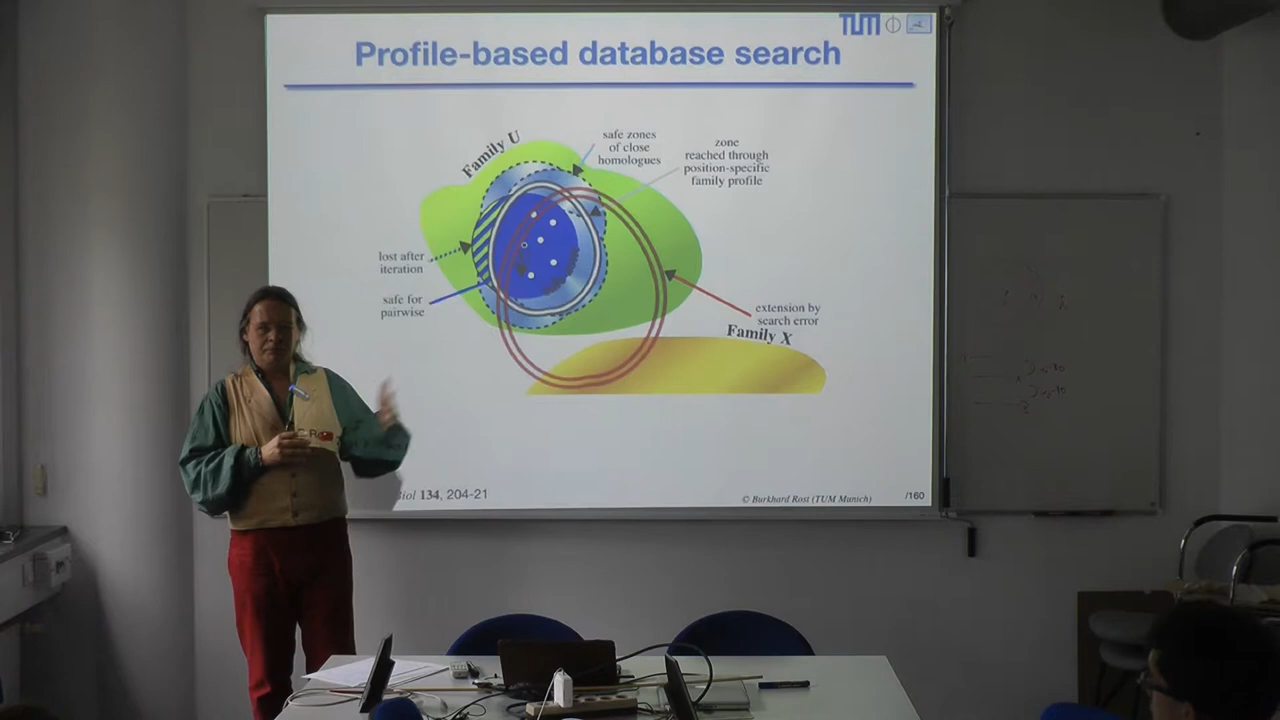 TUM
Profile-based database search
Family U
safe zones
of close
homologues
zone
reached through
position-specific
family profile
lost after
iteration
safe for
pairwise
extension by
search error
Family X
Biol 134, 204-21
© Burkhard Rost (TUM Munich)
/160